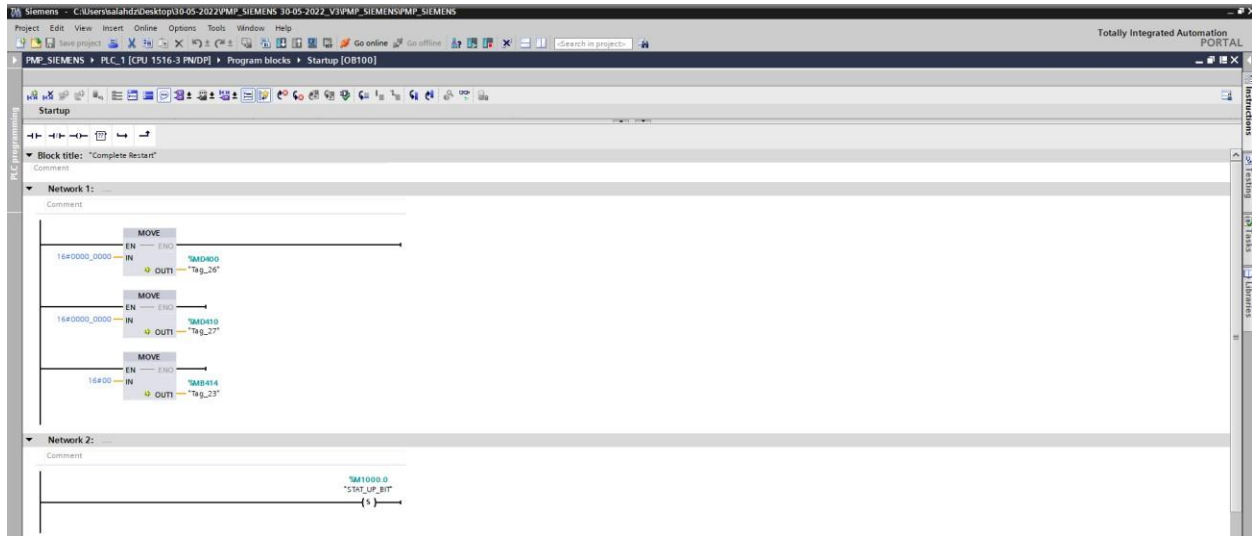 Siemens - C:\Users\salahdz\Desktop\30-05-2022\PMP_SIEMENS 30-05-2022_V3\PMP_SIEMENS\PMP_SIEMENS
Project Edit View Insert Online Options Tools Window Help
Totally Integrated Automation
PORTAL
Save project Go online Go offline <Search in project>
PMP_SIEMENS PLC_1 [CPU 1516-3 PN/DP] Program blocks Startup [OB100]
Startup
Block title: "Complete Restart"
Comment
Network 1: ....
Comment
MOVE
EN ENO
16#0000_0000 IN %MD400
OUT1 "Tag_26"
MOVE
EN ENO
16#0000_0000 IN %MD410
OUT1 "Tag_27"
MOVE
EN ENO
16#00 IN %MB414
OUT1 "Tag_23"
Network 2: ....
Comment
%M1000.0
"STAT_UP_BIT"
S
PLC programming
Instructions
Testing
Tasks
Libraries